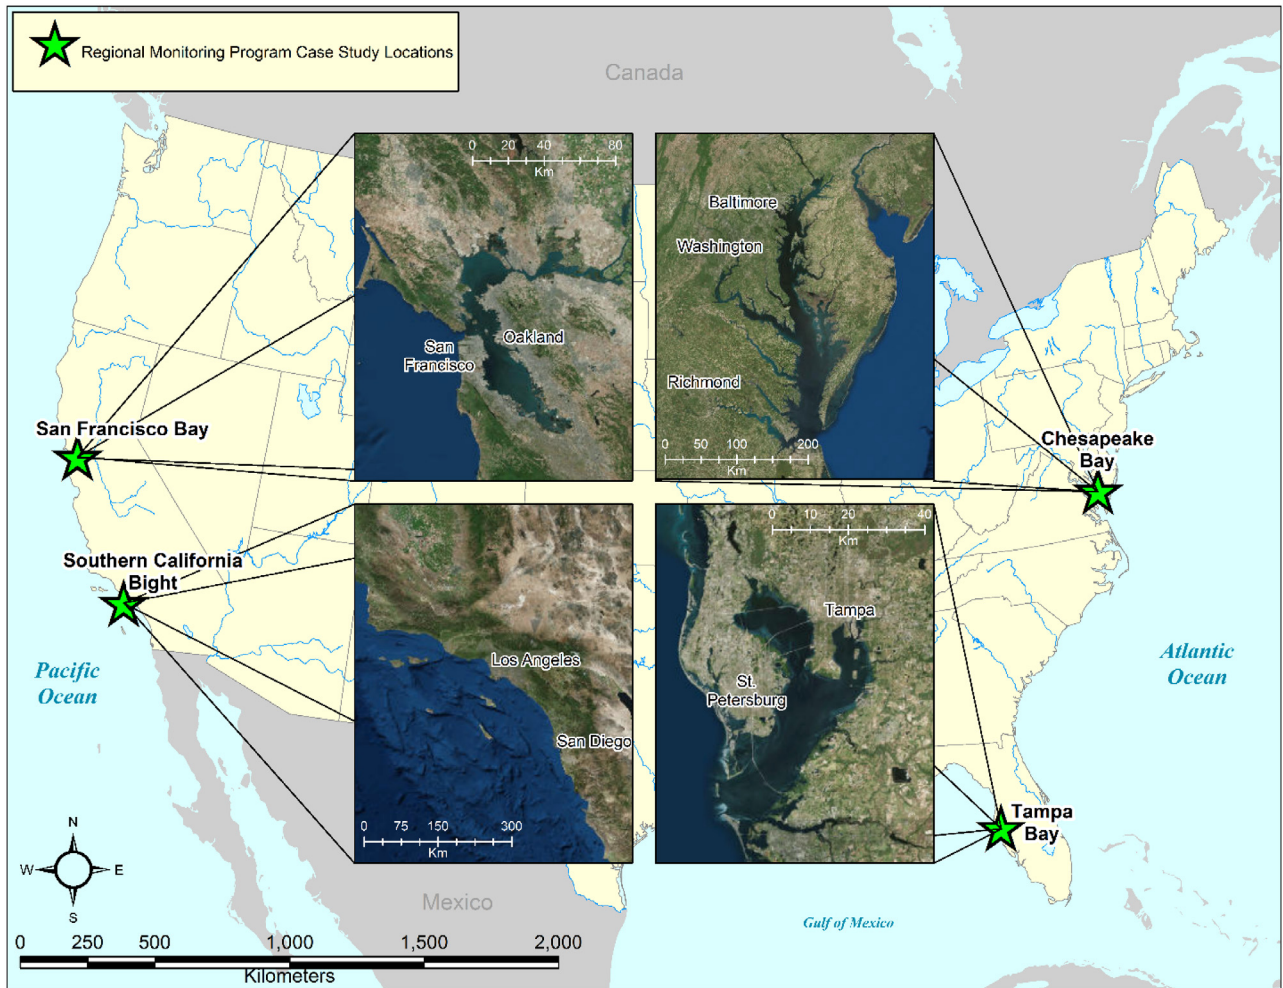 Regional Monitoring Program Case Study Locations
Canada
0 20 40 80
Km
San
Francisco
Oakland
Baltimore
Washington
Richmond
0 50 100 200
Km
San Francisco Bay
Chesapeake
Bay
Southern California
Bight
Los Angeles
San Diego
0 75 150 300
Km
0 10 20 40
Km
Tampa
St.
Petersburg
Pacific
Ocean
Atlantic
Ocean
Tampa
Bay
N
W E
S
Mexico
Gulf of Mexico
0 250 500 1,000 1,500 2,000
Kilometers